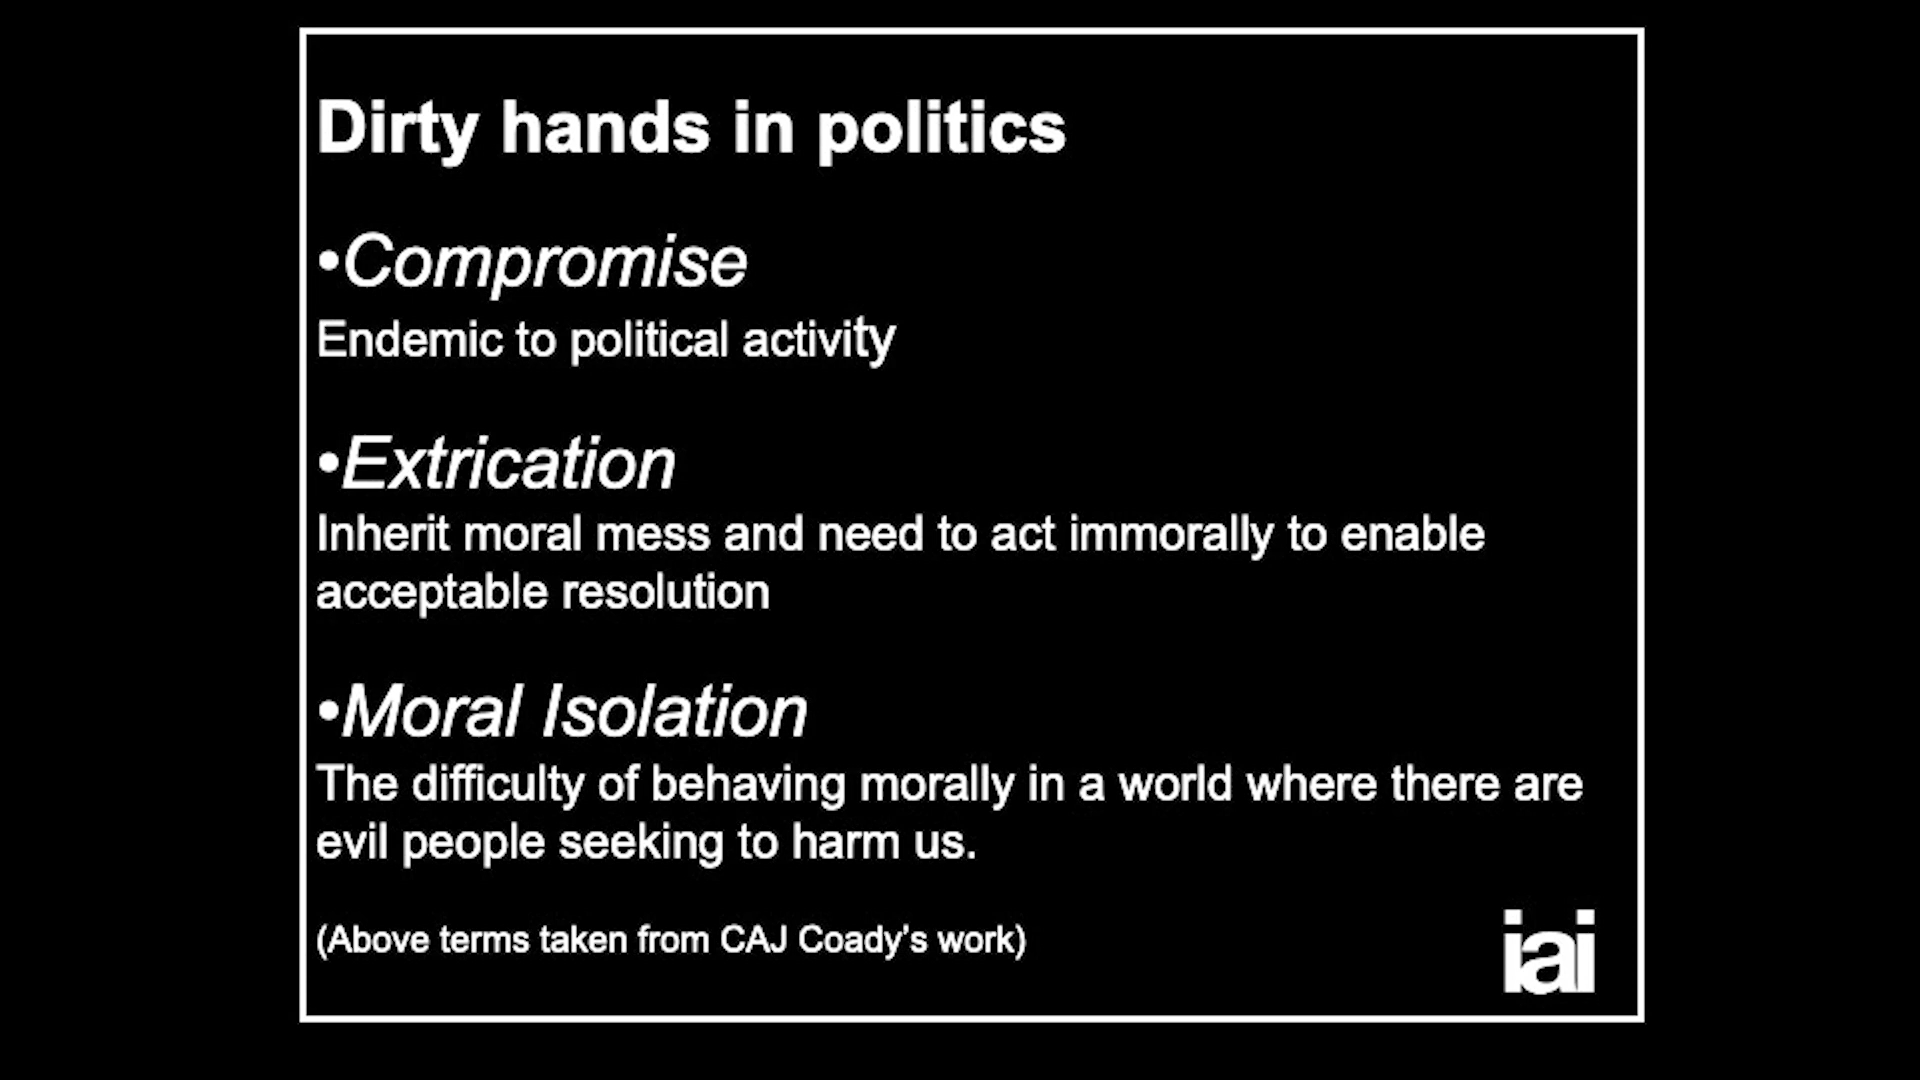 Dirty hands in politics
•Compromise
Endemic to political activity
•Extrication
Inherit moral mess and need to act immorally to enable
acceptable resolution
•Moral Isolation
The difficulty of behaving morally in a world where there are
evil people seeking to harm us.
(Above terms taken from CAJ Coady's work)
iai